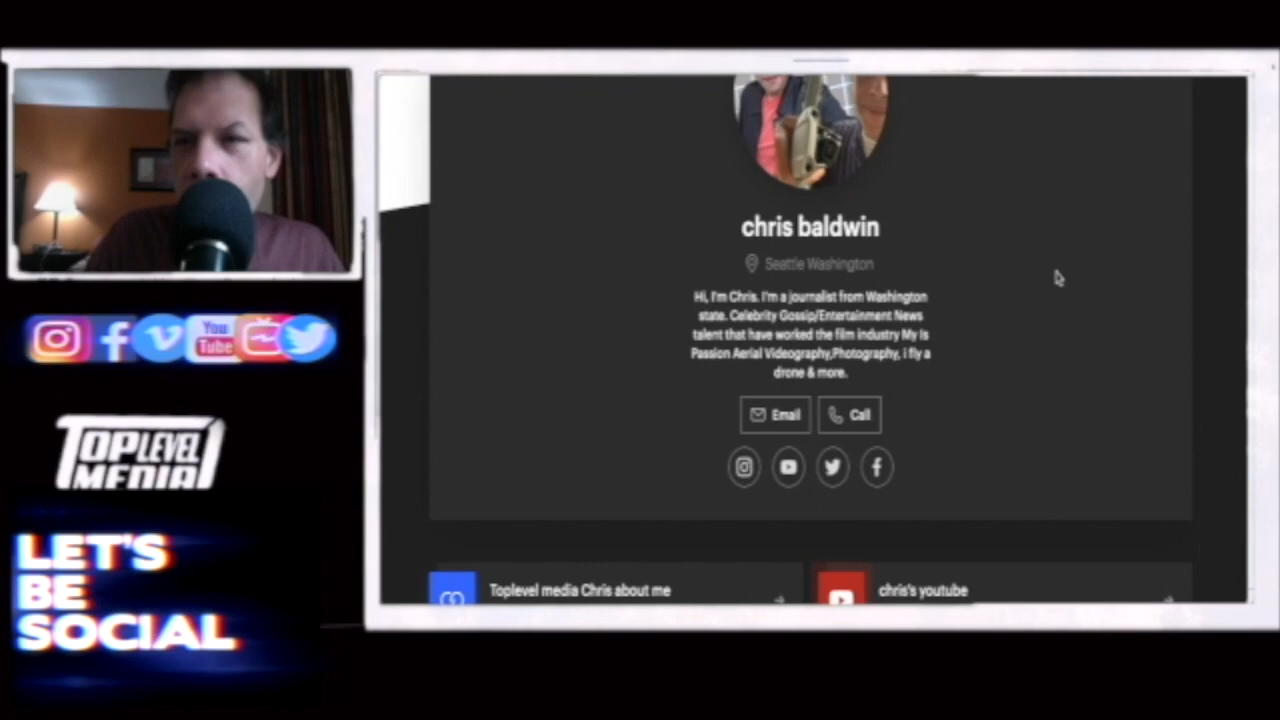 You
Tube
TOPLEVEL
MEDIA
LET'S
BE
SOCIAL
chris baldwin
Seattle Washington
Hi, I'm Chris. I'm a journalist from Washington
state. Celebrity Gossip/Entertainment News
talent that have worked the film industry My Is
Passion Aerial Videography,Photography, i fly a
drone & more.
Email Call
Toplevel media Chris about me
chris's youtube